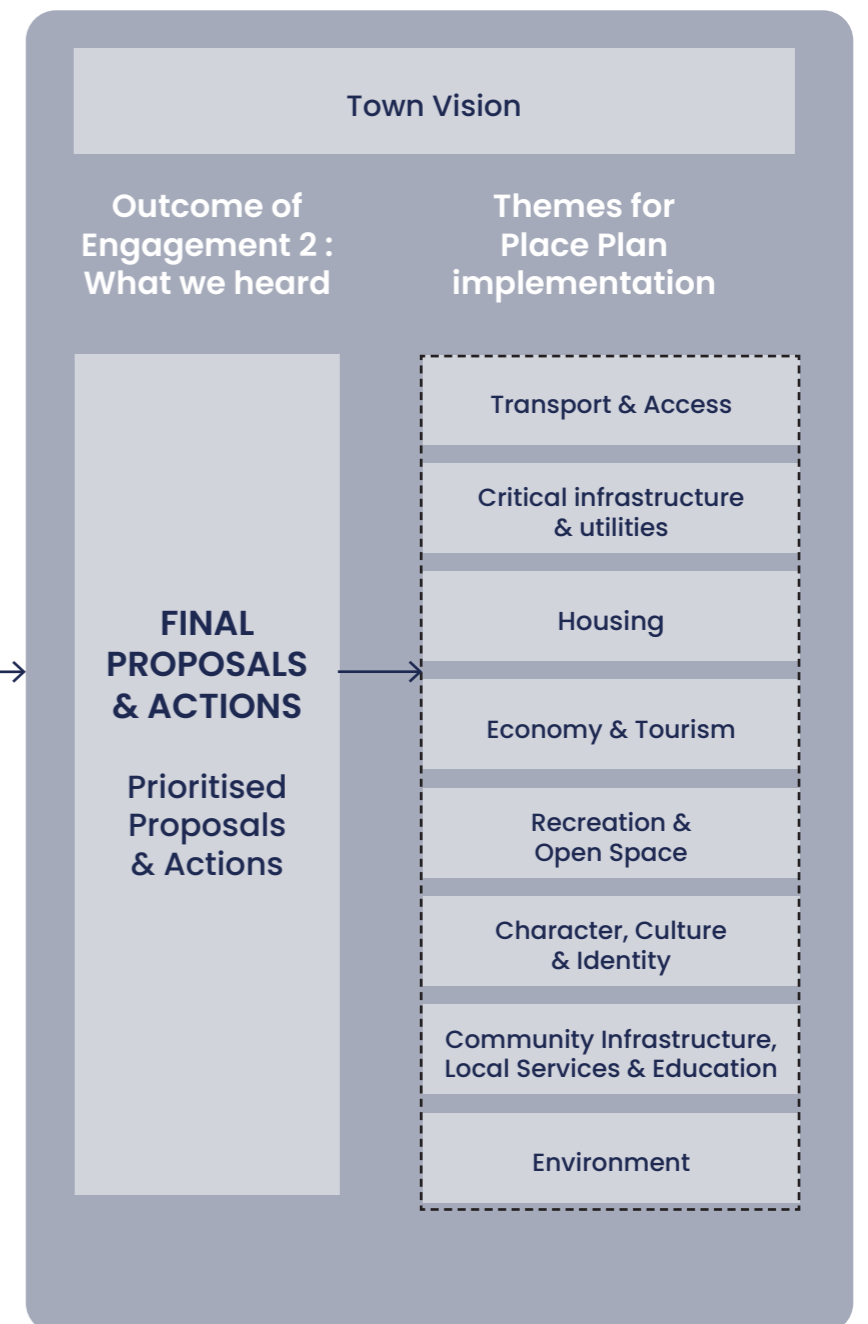 Town Vision
Outcome of
Engagement 2 :
What we heard
Themes for
Place Plan
implementation
FINAL
PROPOSALS
& ACTIONS
Prioritised
Proposals
& Actions
Transport & Access
Critical infrastructure
& utilities
Housing
Economy & Tourism
Recreation &
Open Space
Character, Culture
& Identity
Community Infrastructure,
Local Services & Education
Environment